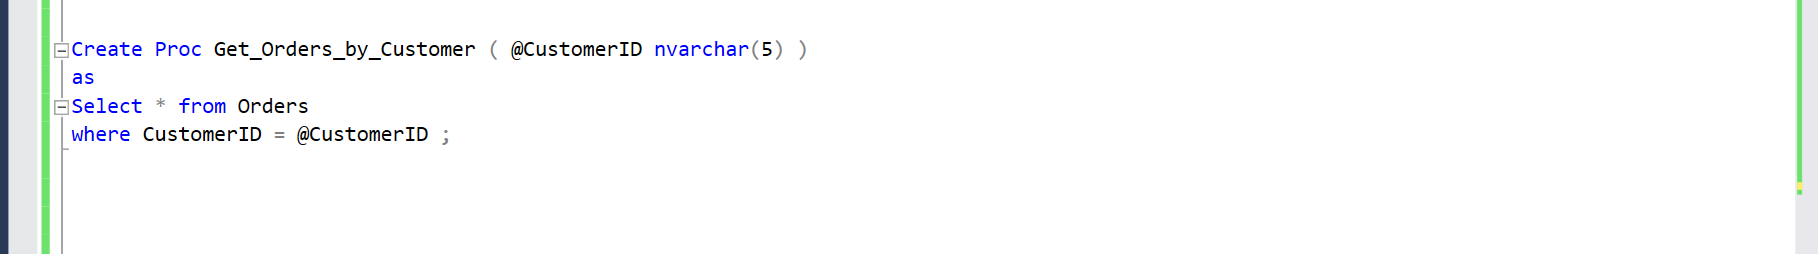 Create Proc Get_Orders_by_Customer ( @CustomerID nvarchar(5) )
as
Select * from Orders
where CustomerID = @CustomerID ;